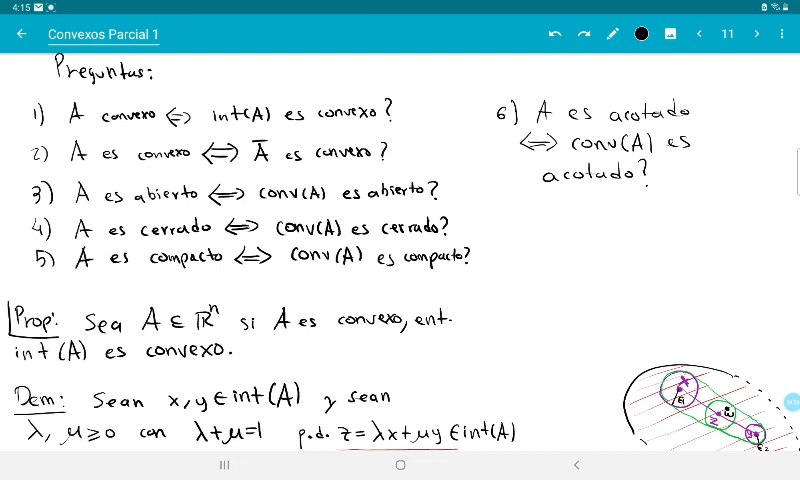 4:15
Convexos Parcial 1
11
Preguntas:
1) A convexo ⇔ int(A) es convexo?
2) A es convexo ⇔ A̅ es convexo?
3) A es abierto ⇔ conv(A) es abierto?
4) A es cerrado ⇔ conv(A) es cerrado?
5) A es compacto ⇔ conv(A) es compacto?
6) A es acotado
⇔ conv(A) es
acotado?
Prop: Sea A ∈ ℝⁿ si A es convexo, ent.
int(A) es convexo.
Dem: Sean x, y ∈ int(A) y sean
λ, μ ≥ 0 con λ+μ=1 p.d. z = λx+μy ∈ int(A)
x
ε₁
ω
z
y
ε₂